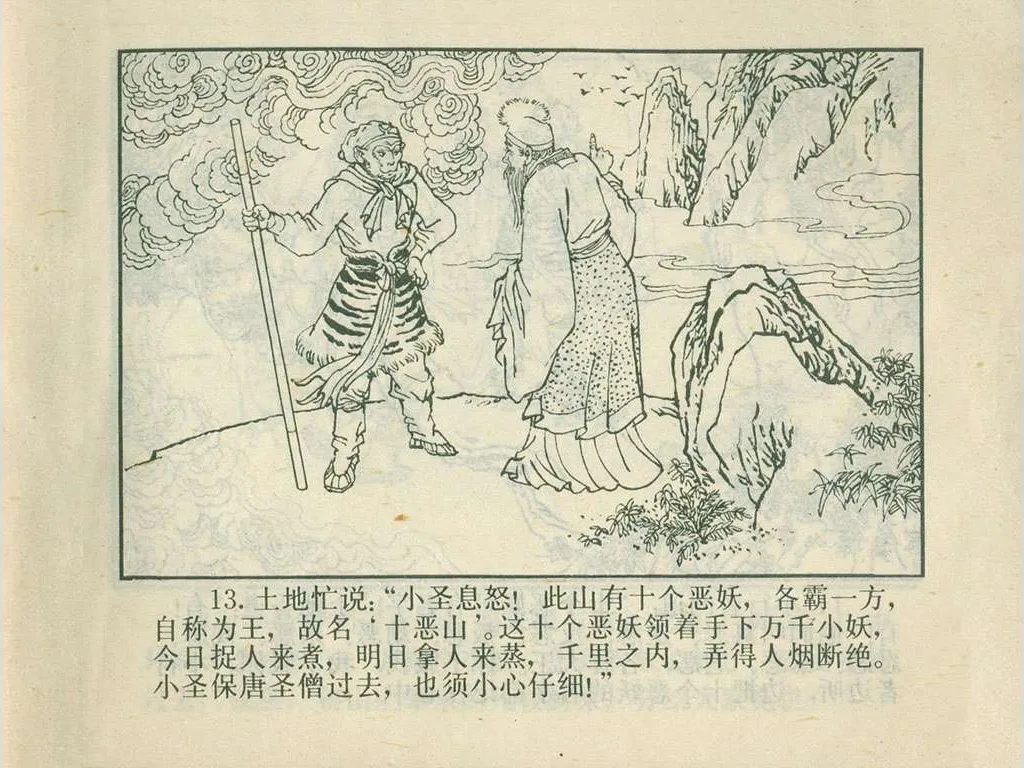 13. 土地忙说:“小圣息怒! 此山有十个恶妖, 各霸一方,
自称为王, 故名‘十恶山’。这十个恶妖领着手下万千小妖,
今日捉人来煮, 明日拿人来蒸, 千里之内, 弄得人烟断绝。
小圣保唐圣僧过去, 也须小心仔细!”